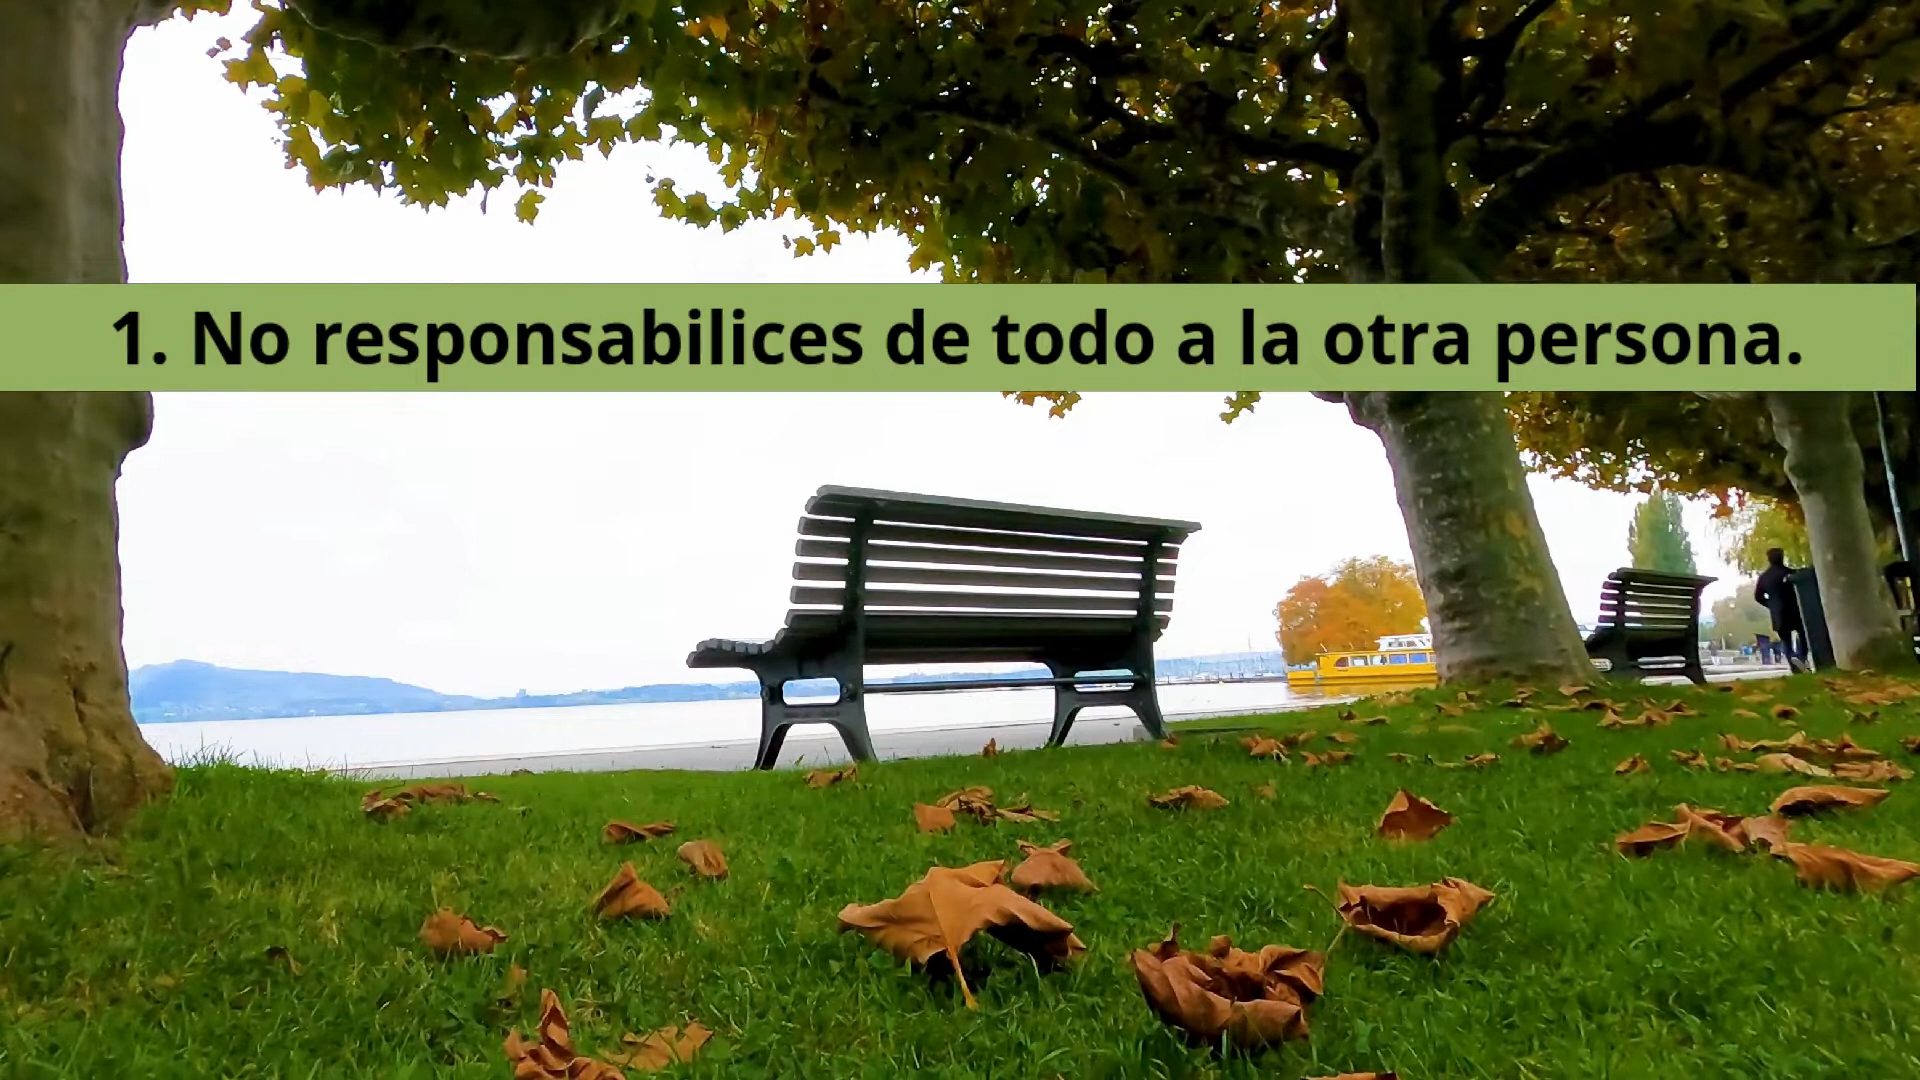 1. No responsabilices de todo a la otra persona.